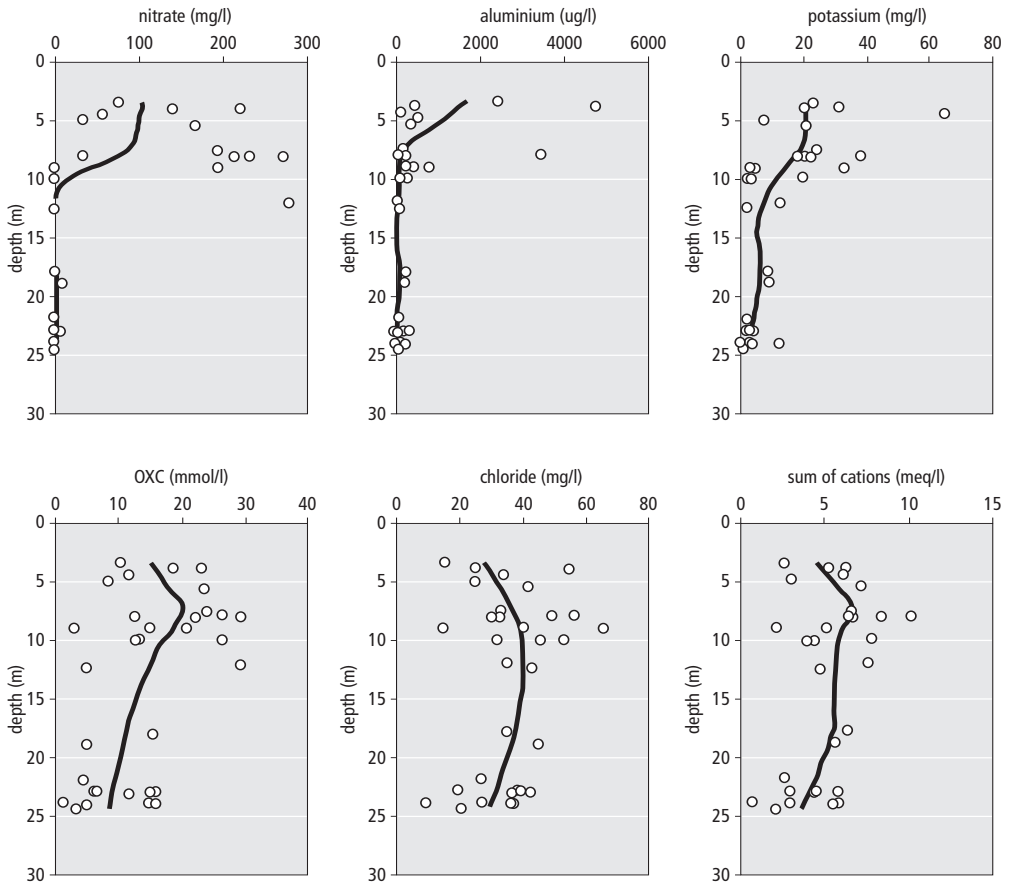 nitrate (mg/l)
0 100 200 300
depth (m)
0
5
10
15
20
25
30
aluminium (ug/l)
0 2000 4000 6000
depth (m)
0
5
10
15
20
25
30
potassium (mg/l)
0 20 40 60 80
depth (m)
0
5
10
15
20
25
30
OXC (mmol/l)
0 10 20 30 40
depth (m)
0
5
10
15
20
25
30
chloride (mg/l)
0 20 40 60 80
depth (m)
0
5
10
15
20
25
30
sum of cations (meq/l)
0 5 10 15
depth (m)
0
5
10
15
20
25
30